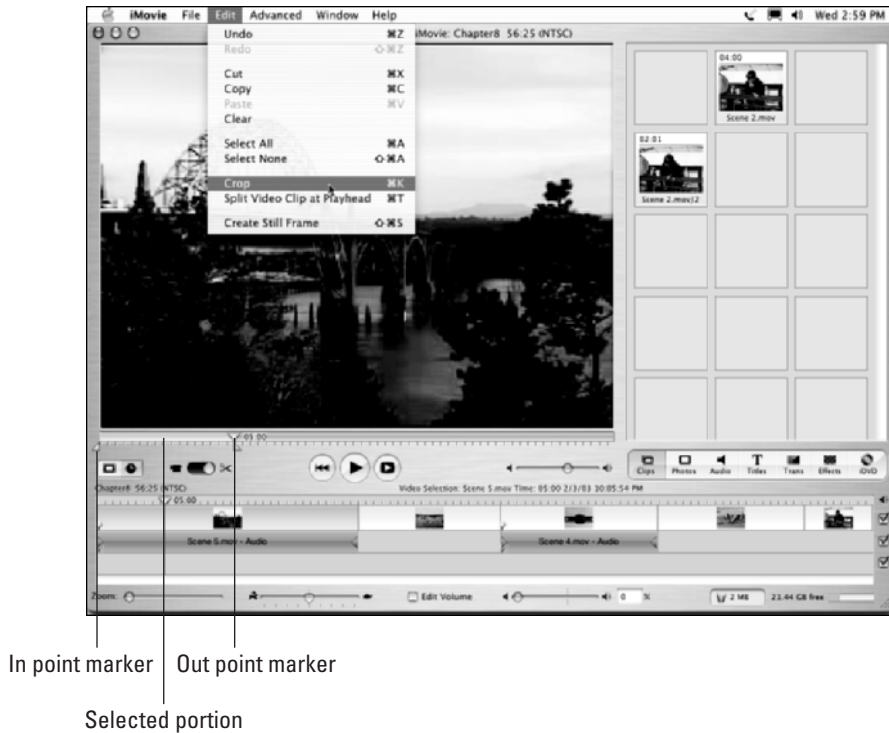 iMovie File Edit Advanced Window Help Wed 2:59 PM
iMovie: Chapter8 56:25 (NTSC)
Undo ⌘Z
Redo ⇧⌘Z
Cut ⌘X
Copy ⌘C
Paste ⌘V
Clear
Select All ⌘A
Select None ⇧⌘A
Crop ⌘K
Split Video Clip at Playhead ⌘T
Create Still Frame ⇧⌘S
04:00
Scene 2.mov
02:01
Scene 2.mov/2
05:00
Clips Photos Audio Titles Trans Effects iDVD
Chapter8 56:25 (NTSC)
Video Selection: Scene 5.mov Time: 05:00 2/3/03 10:05:54 PM
05:00
Scene 5.mov - Audio
Scene 4.mov - Audio
Zoom: Edit Volume 0 % 2 MB 23.44 GB free
In point marker
Out point marker
Selected portion